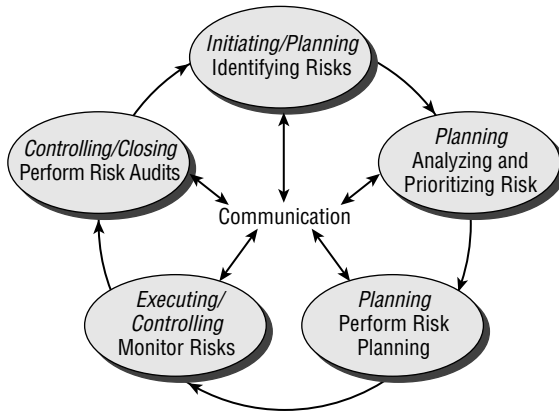 Initiating/Planning
Identifying Risks
Planning
Analyzing and
Prioritizing Risk
Planning
Perform Risk
Planning
Executing/
Controlling
Monitor Risks
Controlling/Closing
Perform Risk Audits
Communication